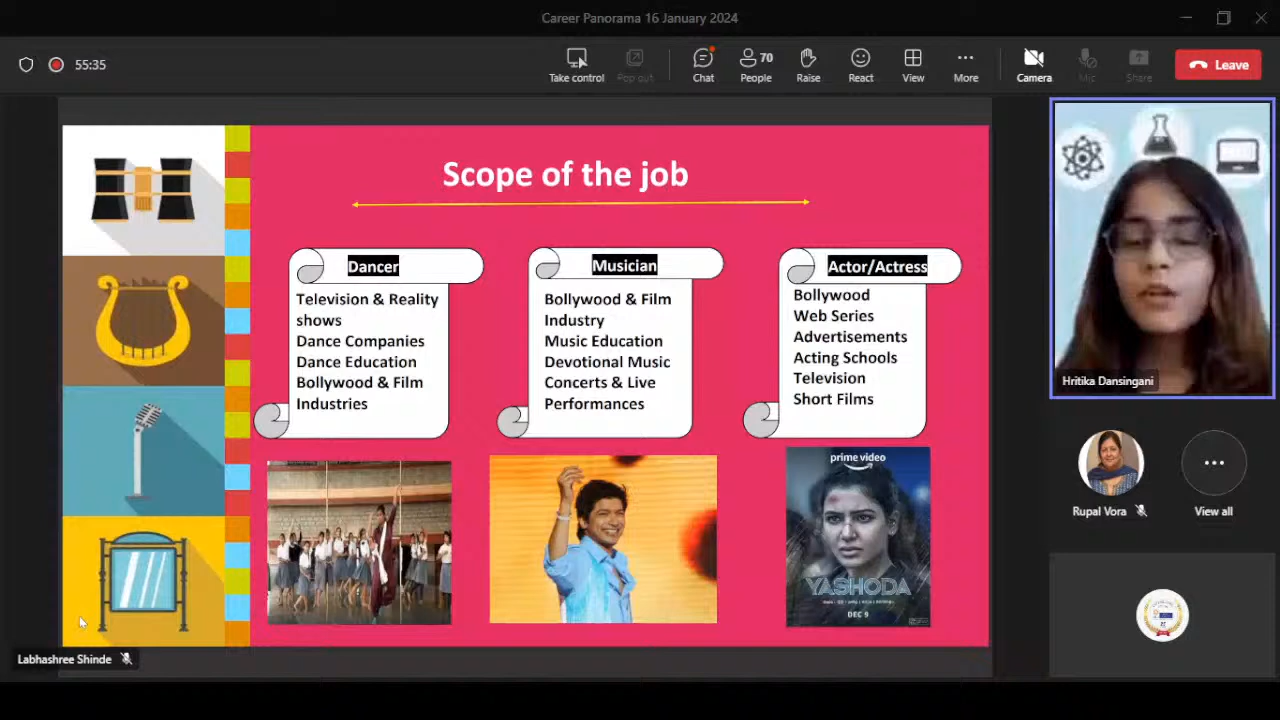 Career Panorama 16 January 2024
55:35
Take control
Pop out
Chat
70
People
Raise
React
View
More
Camera
Mic
Share
Leave
Scope of the job
Dancer
Television & Reality
shows
Dance Companies
Dance Education
Bollywood & Film
Industries
Musician
Bollywood & Film
Industry
Music Education
Devotional Music
Concerts & Live
Performances
Actor/Actress
Bollywood
Web Series
Advertisements
Acting Schools
Television
Short Films
prime video
YASHODA
DEC 9
Hritika Dansingani
Rupal Vora
View all
Labhashree Shinde